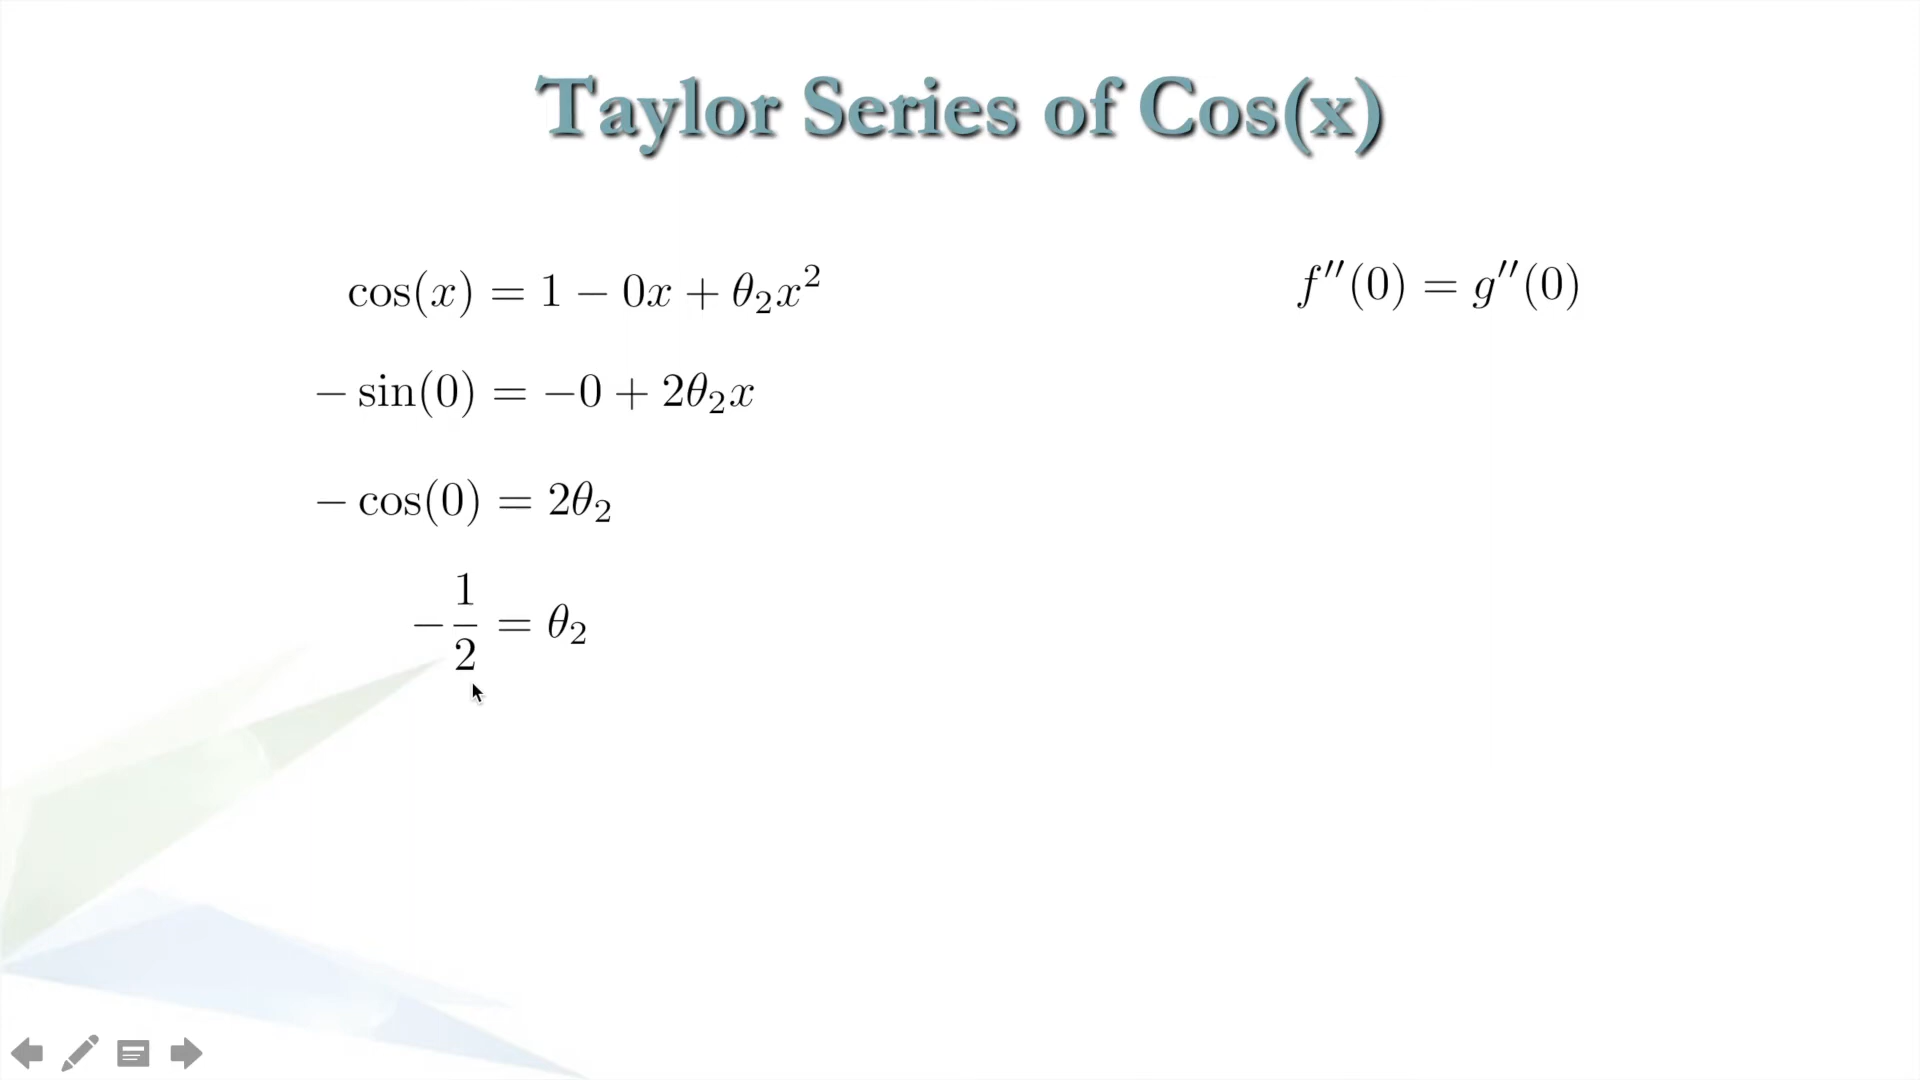 Taylor Series of Cos(x)
cos(x) = 1 − 0x + θ₂x²
f′′(0) = g′′(0)
− sin(0) = −0 + 2θ₂x
− cos(0) = 2θ₂
−1/2 = θ₂